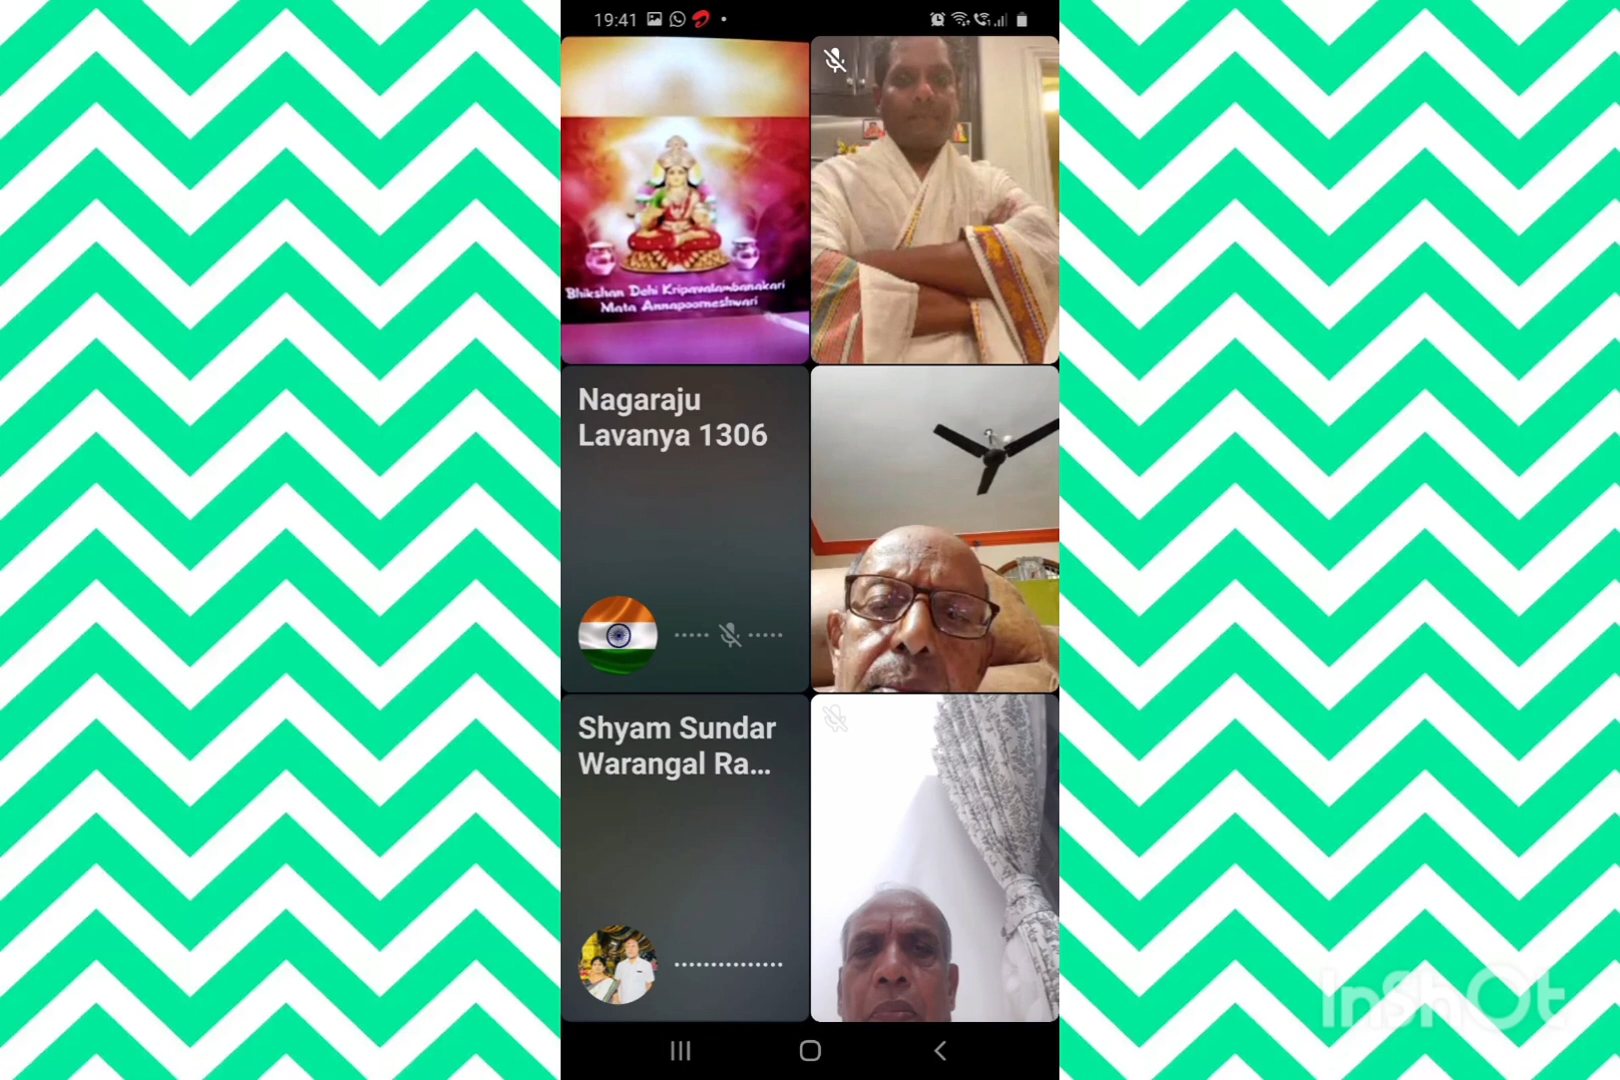 19:41
Bhikshan Dehi Kripavalambanakari
Mata Annapoorneshwari
Nagaraju
Lavanya 1306
Shyam Sundar
Warangal Ra...
InShOt